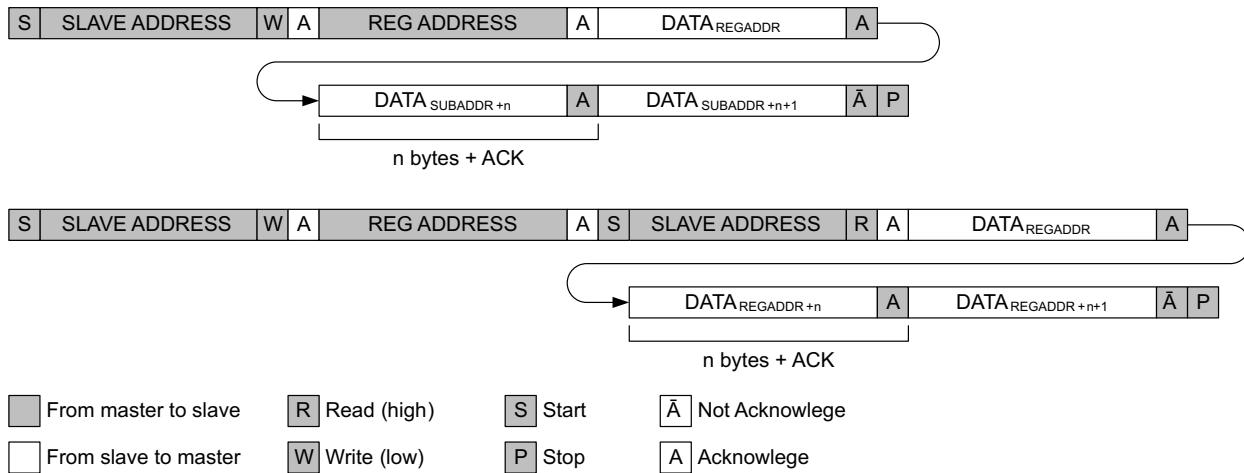 S SLAVE ADDRESS W A REG ADDRESS A DATA REGADDR A
DATA SUBADDR +n A DATA SUBADDR +n+1 Ā P
n bytes + ACK
S SLAVE ADDRESS W A REG ADDRESS A S SLAVE ADDRESS R A DATA REGADDR A
DATA REGADDR +n A DATA REGADDR +n+1 Ā P
n bytes + ACK
From master to slave R Read (high) S Start Ā Not Acknowlege
From slave to master W Write (low) P Stop A Acknowlege